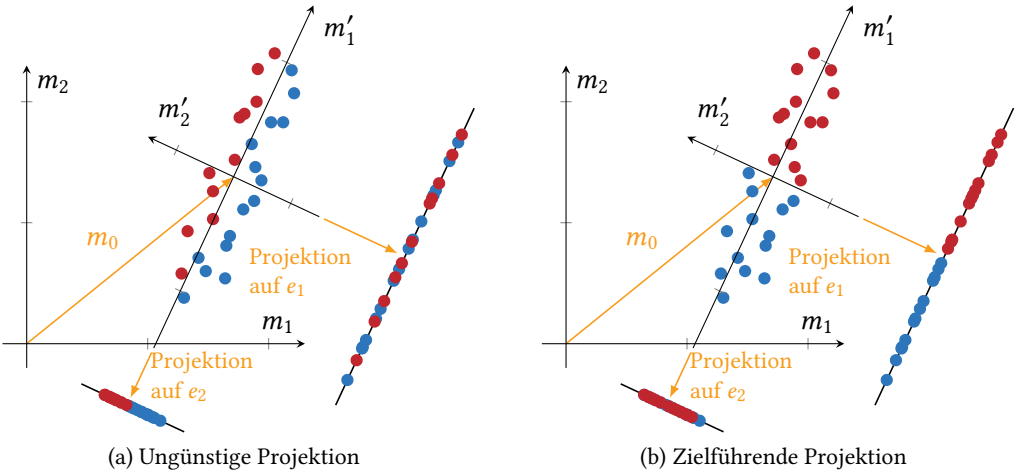 m₂
m′₁
m′₂
m₀
Projektion
auf e₁
m₁
Projektion
auf e₂
(a) Ungünstige Projektion
m₂
m′₁
m′₂
m₀
Projektion
auf e₁
m₁
Projektion
auf e₂
(b) Zielführende Projektion